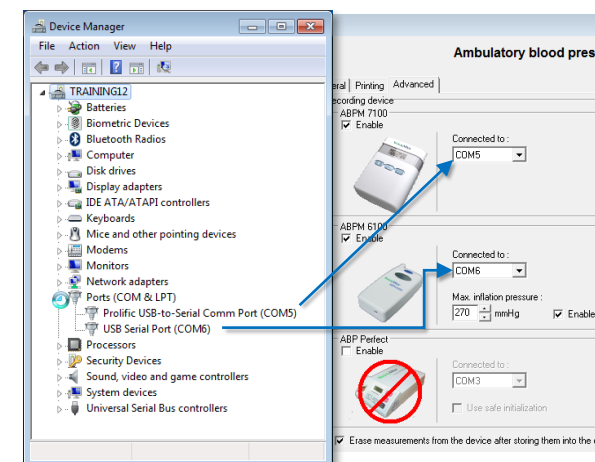 Device Manager
File Action View Help
TRAINING12
Batteries
Biometric Devices
Bluetooth Radios
Computer
Disk drives
Display adapters
IDE ATA/ATAPI controllers
Keyboards
Mice and other pointing devices
Modems
Monitors
Network adapters
Ports (COM & LPT)
Prolific USB-to-Serial Comm Port (COM5)
USB Serial Port (COM6)
Processors
Security Devices
Sound, video and game controllers
System devices
Universal Serial Bus controllers
Ambulatory blood pres
eral Printing Advanced
ecording device
ABPM 7100
Enable
Connected to :
COM5
ABPM 6100
Enable
Connected to :
COM6
Max. inflation pressure :
270 mmHg Enable
ABP Perfect
Enable
Connected to :
COM3
Use safe initialization
Erase measurements from the device after storing them into the